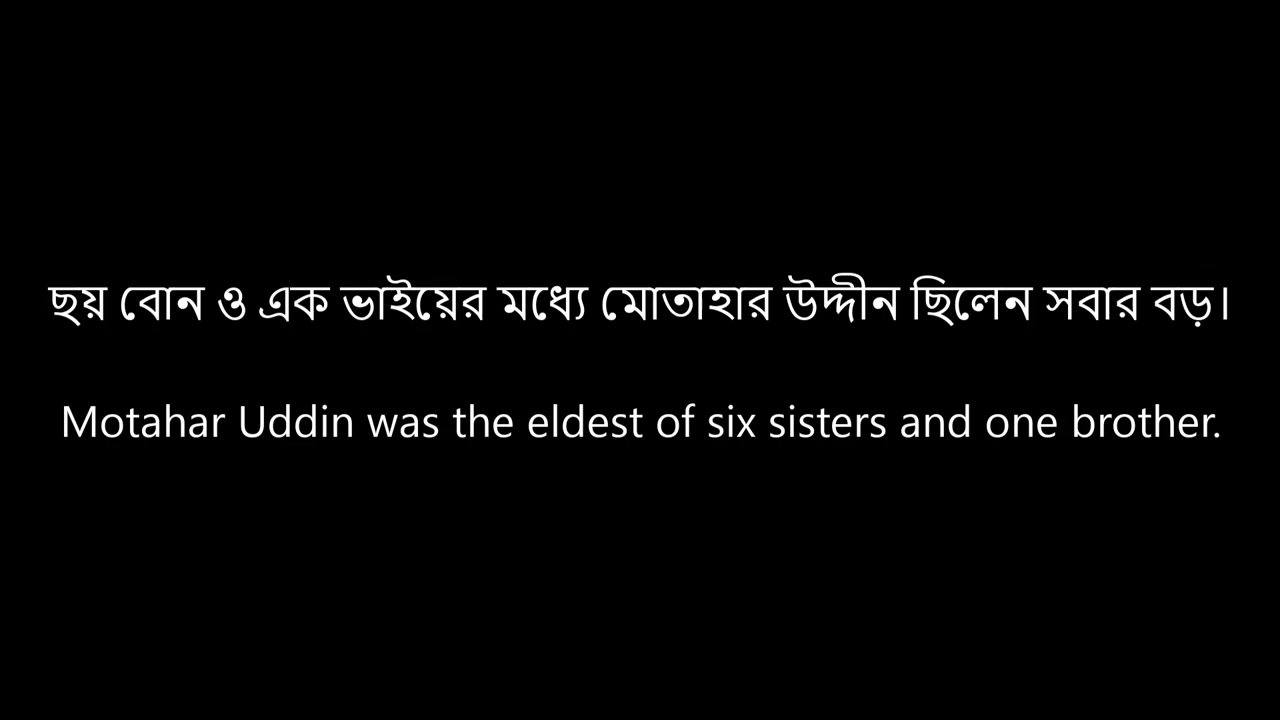 ছয় বোন ও এক ভাইয়ের মধ্যে মোতাহার উদ্দীন ছিলেন সবার বড়।
Motahar Uddin was the eldest of six sisters and one brother.